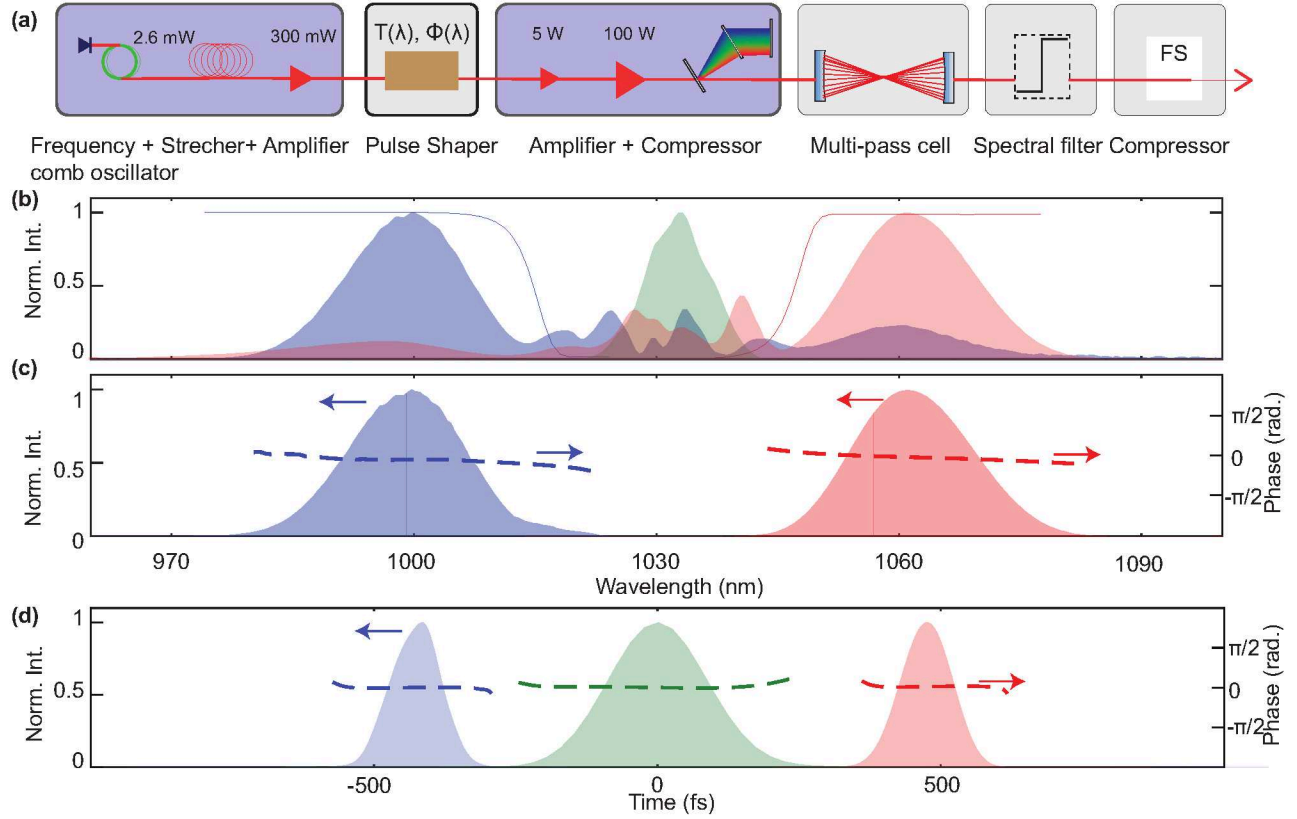 (a)
2.6 mW
300 mW
T(λ), Φ(λ)
5 W
100 W
FS
Frequency + Strecher+ Amplifier
comb oscillator
Pulse Shaper
Amplifier + Compressor
Multi-pass cell
Spectral filter
Compressor
(b)
Norm. Int.
1
0.5
0
(c)
Norm. Int.
1
0.5
0
π/2
0
-π/2
Phase (rad.)
970
1000
1030
1060
1090
Wavelength (nm)
(d)
Norm. Int.
1
0.5
0
π/2
0
-π/2
Phase (rad.)
-500
0
500
Time (fs)